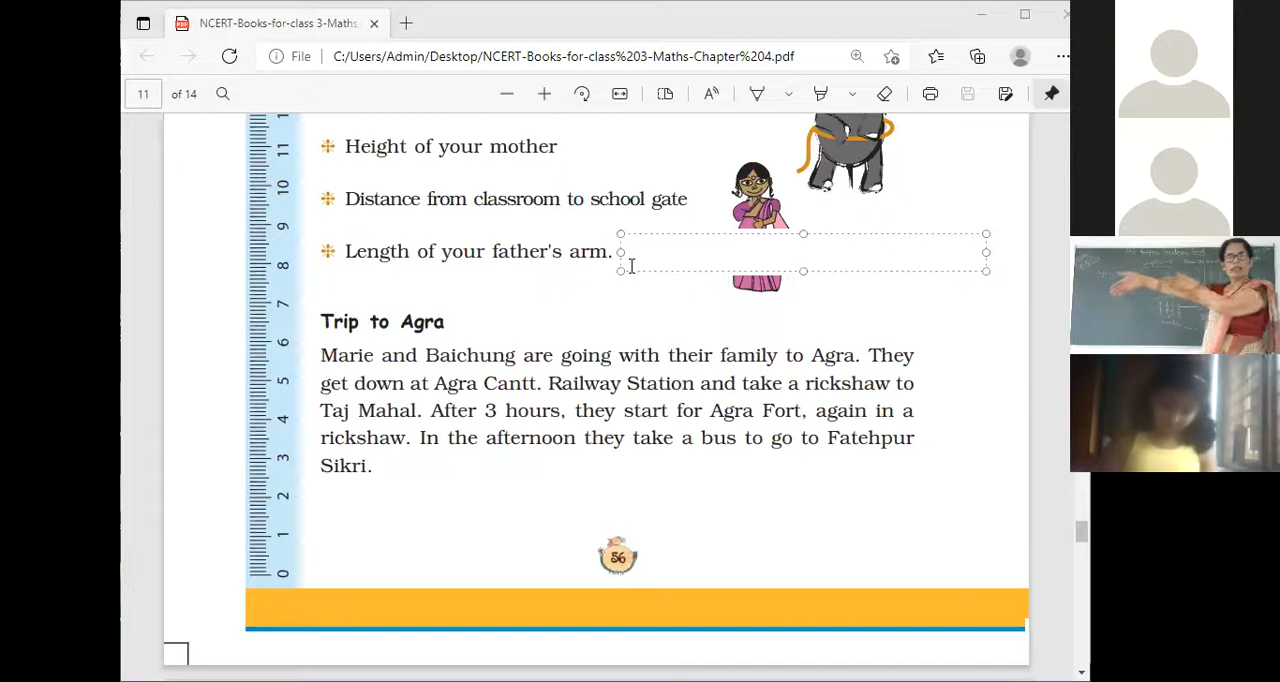 NCERT-Books-for-class 3-Maths-
File C:/Users/Admin/Desktop/NCERT-Books-for-class%203-Maths-Chapter%204.pdf
11 of 14
11
10
9
8
7
6
5
4
3
2
1
0
Height of your mother
Distance from classroom to school gate
Length of your father's arm.
Trip to Agra
Marie and Baichung are going with their family to Agra. They
get down at Agra Cantt. Railway Station and take a rickshaw to
Taj Mahal. After 3 hours, they start for Agra Fort, again in a
rickshaw. In the afternoon they take a bus to go to Fatehpur
Sikri.
56